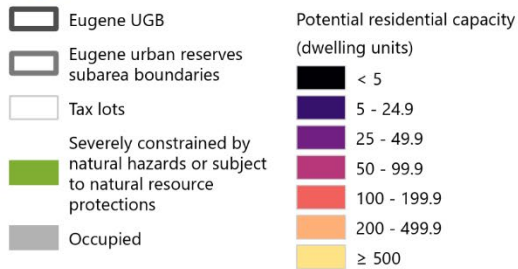 Eugene UGB
Eugene urban reserves
subarea boundaries
Tax lots
Severely constrained by
natural hazards or subject
to natural resource
protections
Occupied
Potential residential capacity
(dwelling units)
< 5
5 - 24.9
25 - 49.9
50 - 99.9
100 - 199.9
200 - 499.9
≥ 500